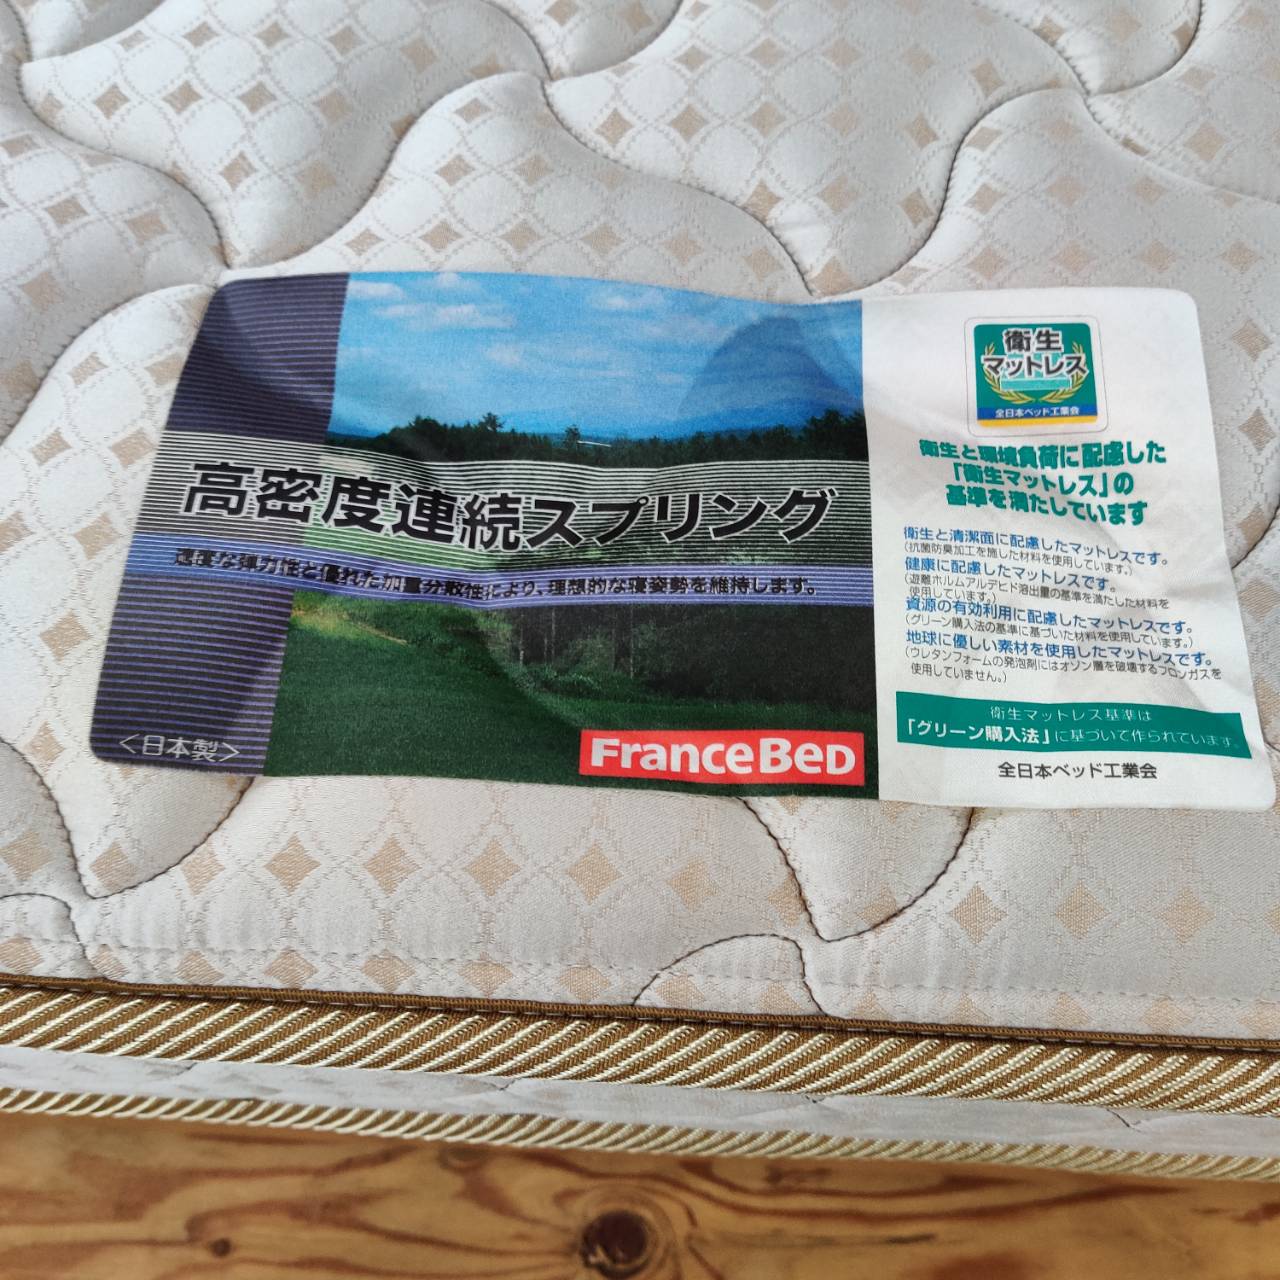 高密度連続スプリング
適度な弾力性と優れた加重分散性により、理想的な寝姿勢を維持します。
<日本製>
FranceBeD
衛生
マットレス
全日本ベッド工業会
衛生と環境負荷に配慮した
「衛生マットレス」の
基準を満たしています
衛生と清潔面に配慮したマットレスです。
(抗菌防臭加工を施した材料を使用しています。)
健康に配慮したマットレスです。
(遊離ホルムアルデヒド溶出量の基準を満たした材料を
使用しています。)
資源の有効利用に配慮したマットレスです。
(グリーン購入法の基準に基づいた材料を使用しています。)
地球に優しい素材を使用したマットレスです。
(ウレタンフォームの発泡剤にはオゾン層を破壊するフロンガスを
使用していません。)
衛生マットレス基準は
「グリーン購入法」に基づいて作られています。
全日本ベッド工業会